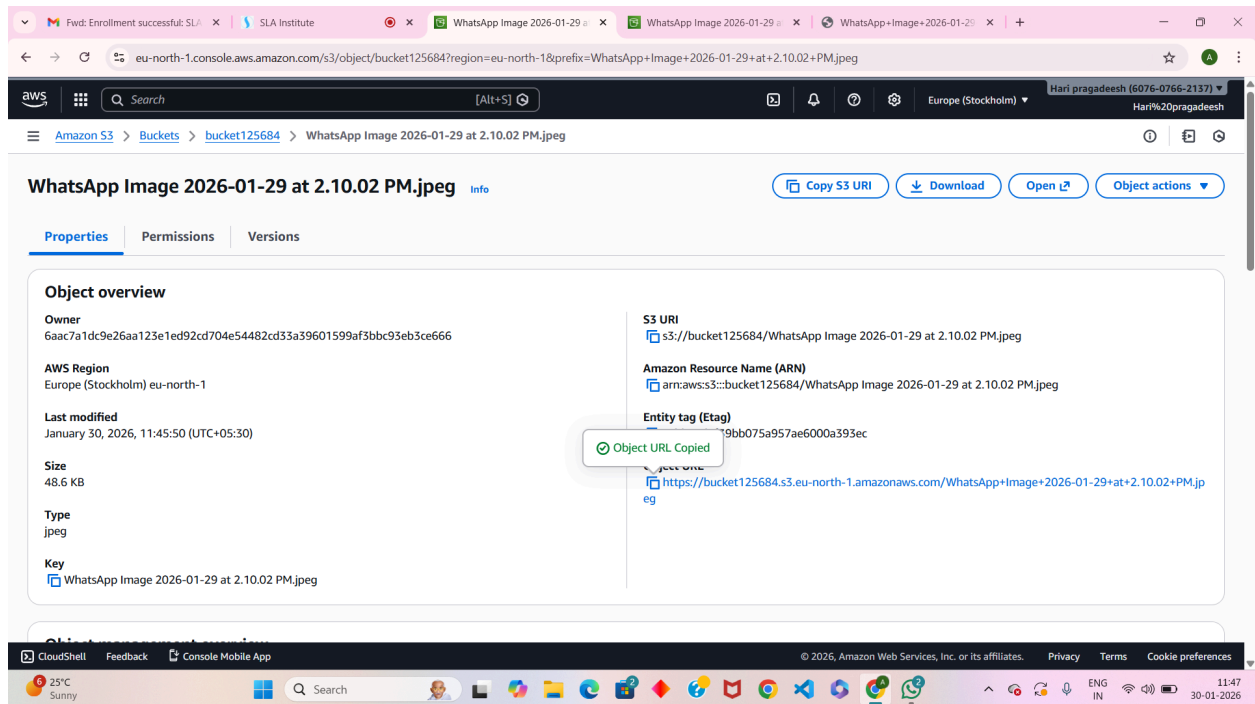 Fwd: Enrollment successful: SLA
SLA Institute
WhatsApp Image 2026-01-29 a
WhatsApp Image 2026-01-29 a
WhatsApp+Image+2026-01-29
eu-north-1.console.aws.amazon.com/s3/object/bucket125684?region=eu-north-1&prefix=WhatsApp+Image+2026-01-29+at+2.10.02+PM.jpeg
A
aws
Search
[Alt+S]
Europe (Stockholm)
Hari pragadeesh (6076-0766-2137)
Hari%20pragadeesh
Amazon S3 > Buckets > bucket125684 > WhatsApp Image 2026-01-29 at 2.10.02 PM.jpeg
WhatsApp Image 2026-01-29 at 2.10.02 PM.jpeg Info
Copy S3 URI
Download
Open
Object actions
Properties
Permissions
Versions
Object overview
Owner
6aac7a1dc9e26aa123e1ed92cd704e54482cd33a39601599af3bbc93eb3ce666
AWS Region
Europe (Stockholm) eu-north-1
Last modified
January 30, 2026, 11:45:50 (UTC+05:30)
Size
48.6 KB
Type
jpeg
Key
WhatsApp Image 2026-01-29 at 2.10.02 PM.jpeg
S3 URI
s3://bucket125684/WhatsApp Image 2026-01-29 at 2.10.02 PM.jpeg
Amazon Resource Name (ARN)
arn:aws:s3:::bucket125684/WhatsApp Image 2026-01-29 at 2.10.02 PM.jpeg
Entity tag (Etag)
Object URL Copied
https://bucket125684.s3.eu-north-1.amazonaws.com/WhatsApp+Image+2026-01-29+at+2.10.02+PM.jp
eg
CloudShell
Feedback
Console Mobile App
© 2026, Amazon Web Services, Inc. or its affiliates.
Privacy
Terms
Cookie preferences
6
25°C
Sunny
Search
2
A
2
ENG
IN
11:47
30-01-2026